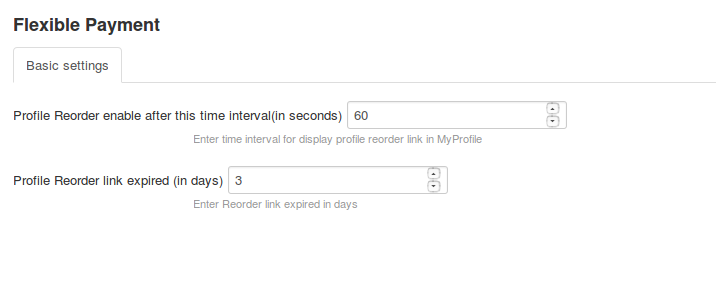 Flexible Payment
Basic settings
Profile Reorder enable after this time interval(in seconds) 60
Enter time interval for display profile reorder link in MyProfile
Profile Reorder link expired (in days) 3
Enter Reorder link expired in days